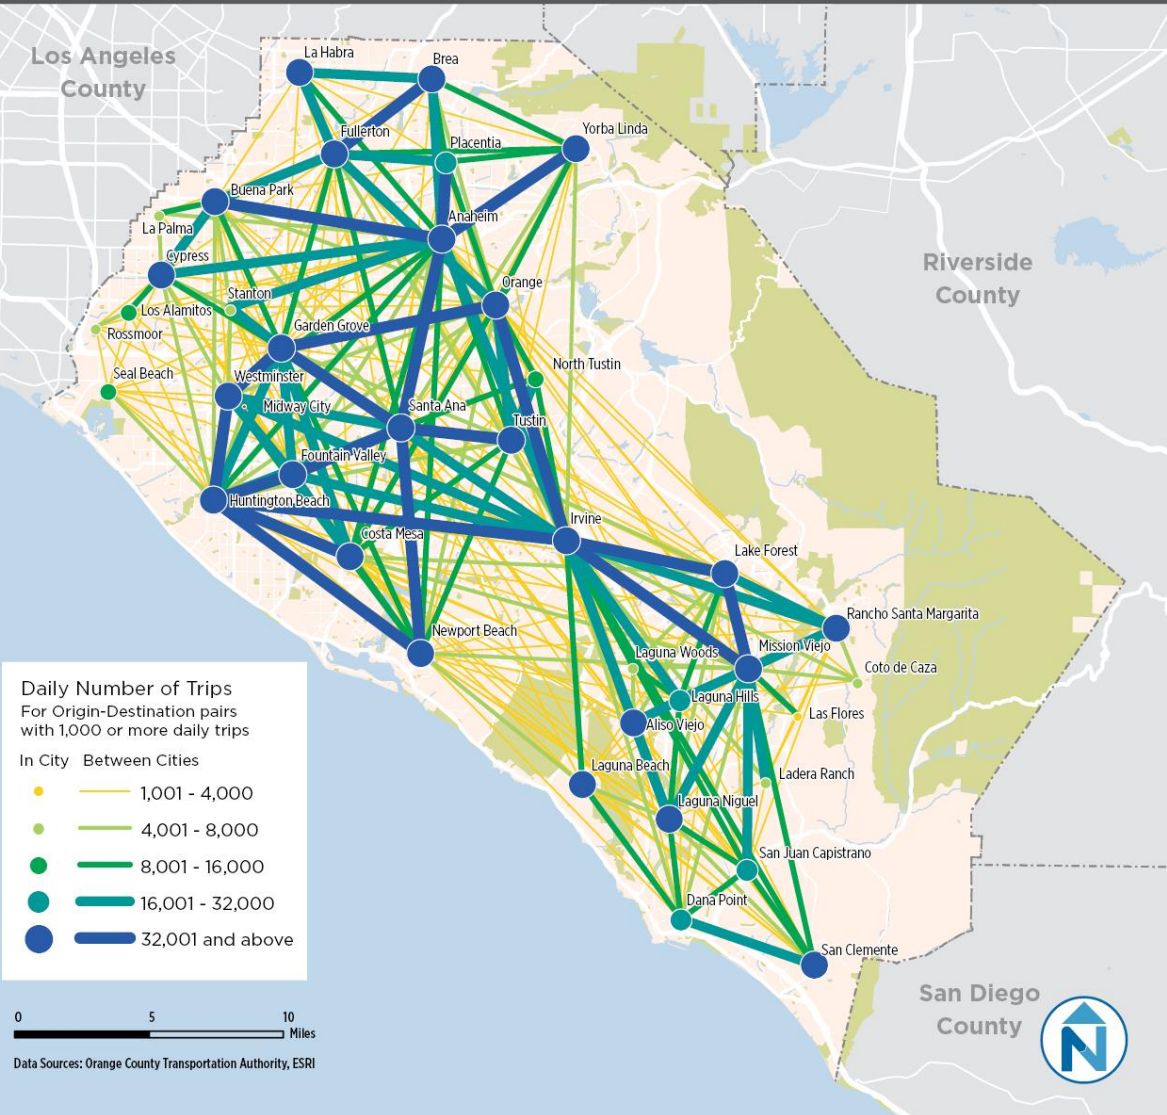 Los Angeles
County
La Habra
Brea
Fullerton
Placentia
Yorba Linda
Buena Park
La Palma
Anaheim
Cypress
Riverside
County
Orange
Stanton
Los Alamitos
Garden Grove
Rossmoor
North Tustin
Seal Beach
Westminster
Midway City
Santa Ana
Tustin
Fountain Valley
Huntington Beach
Irvine
Costa Mesa
Lake Forest
Rancho Santa Margarita
Newport Beach
Mission Viejo
Laguna Woods
Coto de Caza
Laguna Hills
Las Flores
Aliso Viejo
Laguna Beach
Ladera Ranch
Laguna Niguel
San Juan Capistrano
Dana Point
San Clemente
San Diego
County
Daily Number of Trips
For Origin-Destination pairs
with 1,000 or more daily trips
In City Between Cities
1,001 - 4,000
4,001 - 8,000
8,001 - 16,000
16,001 - 32,000
32,001 and above
0 5 10
Miles
Data Sources: Orange County Transportation Authority, ESRI
N